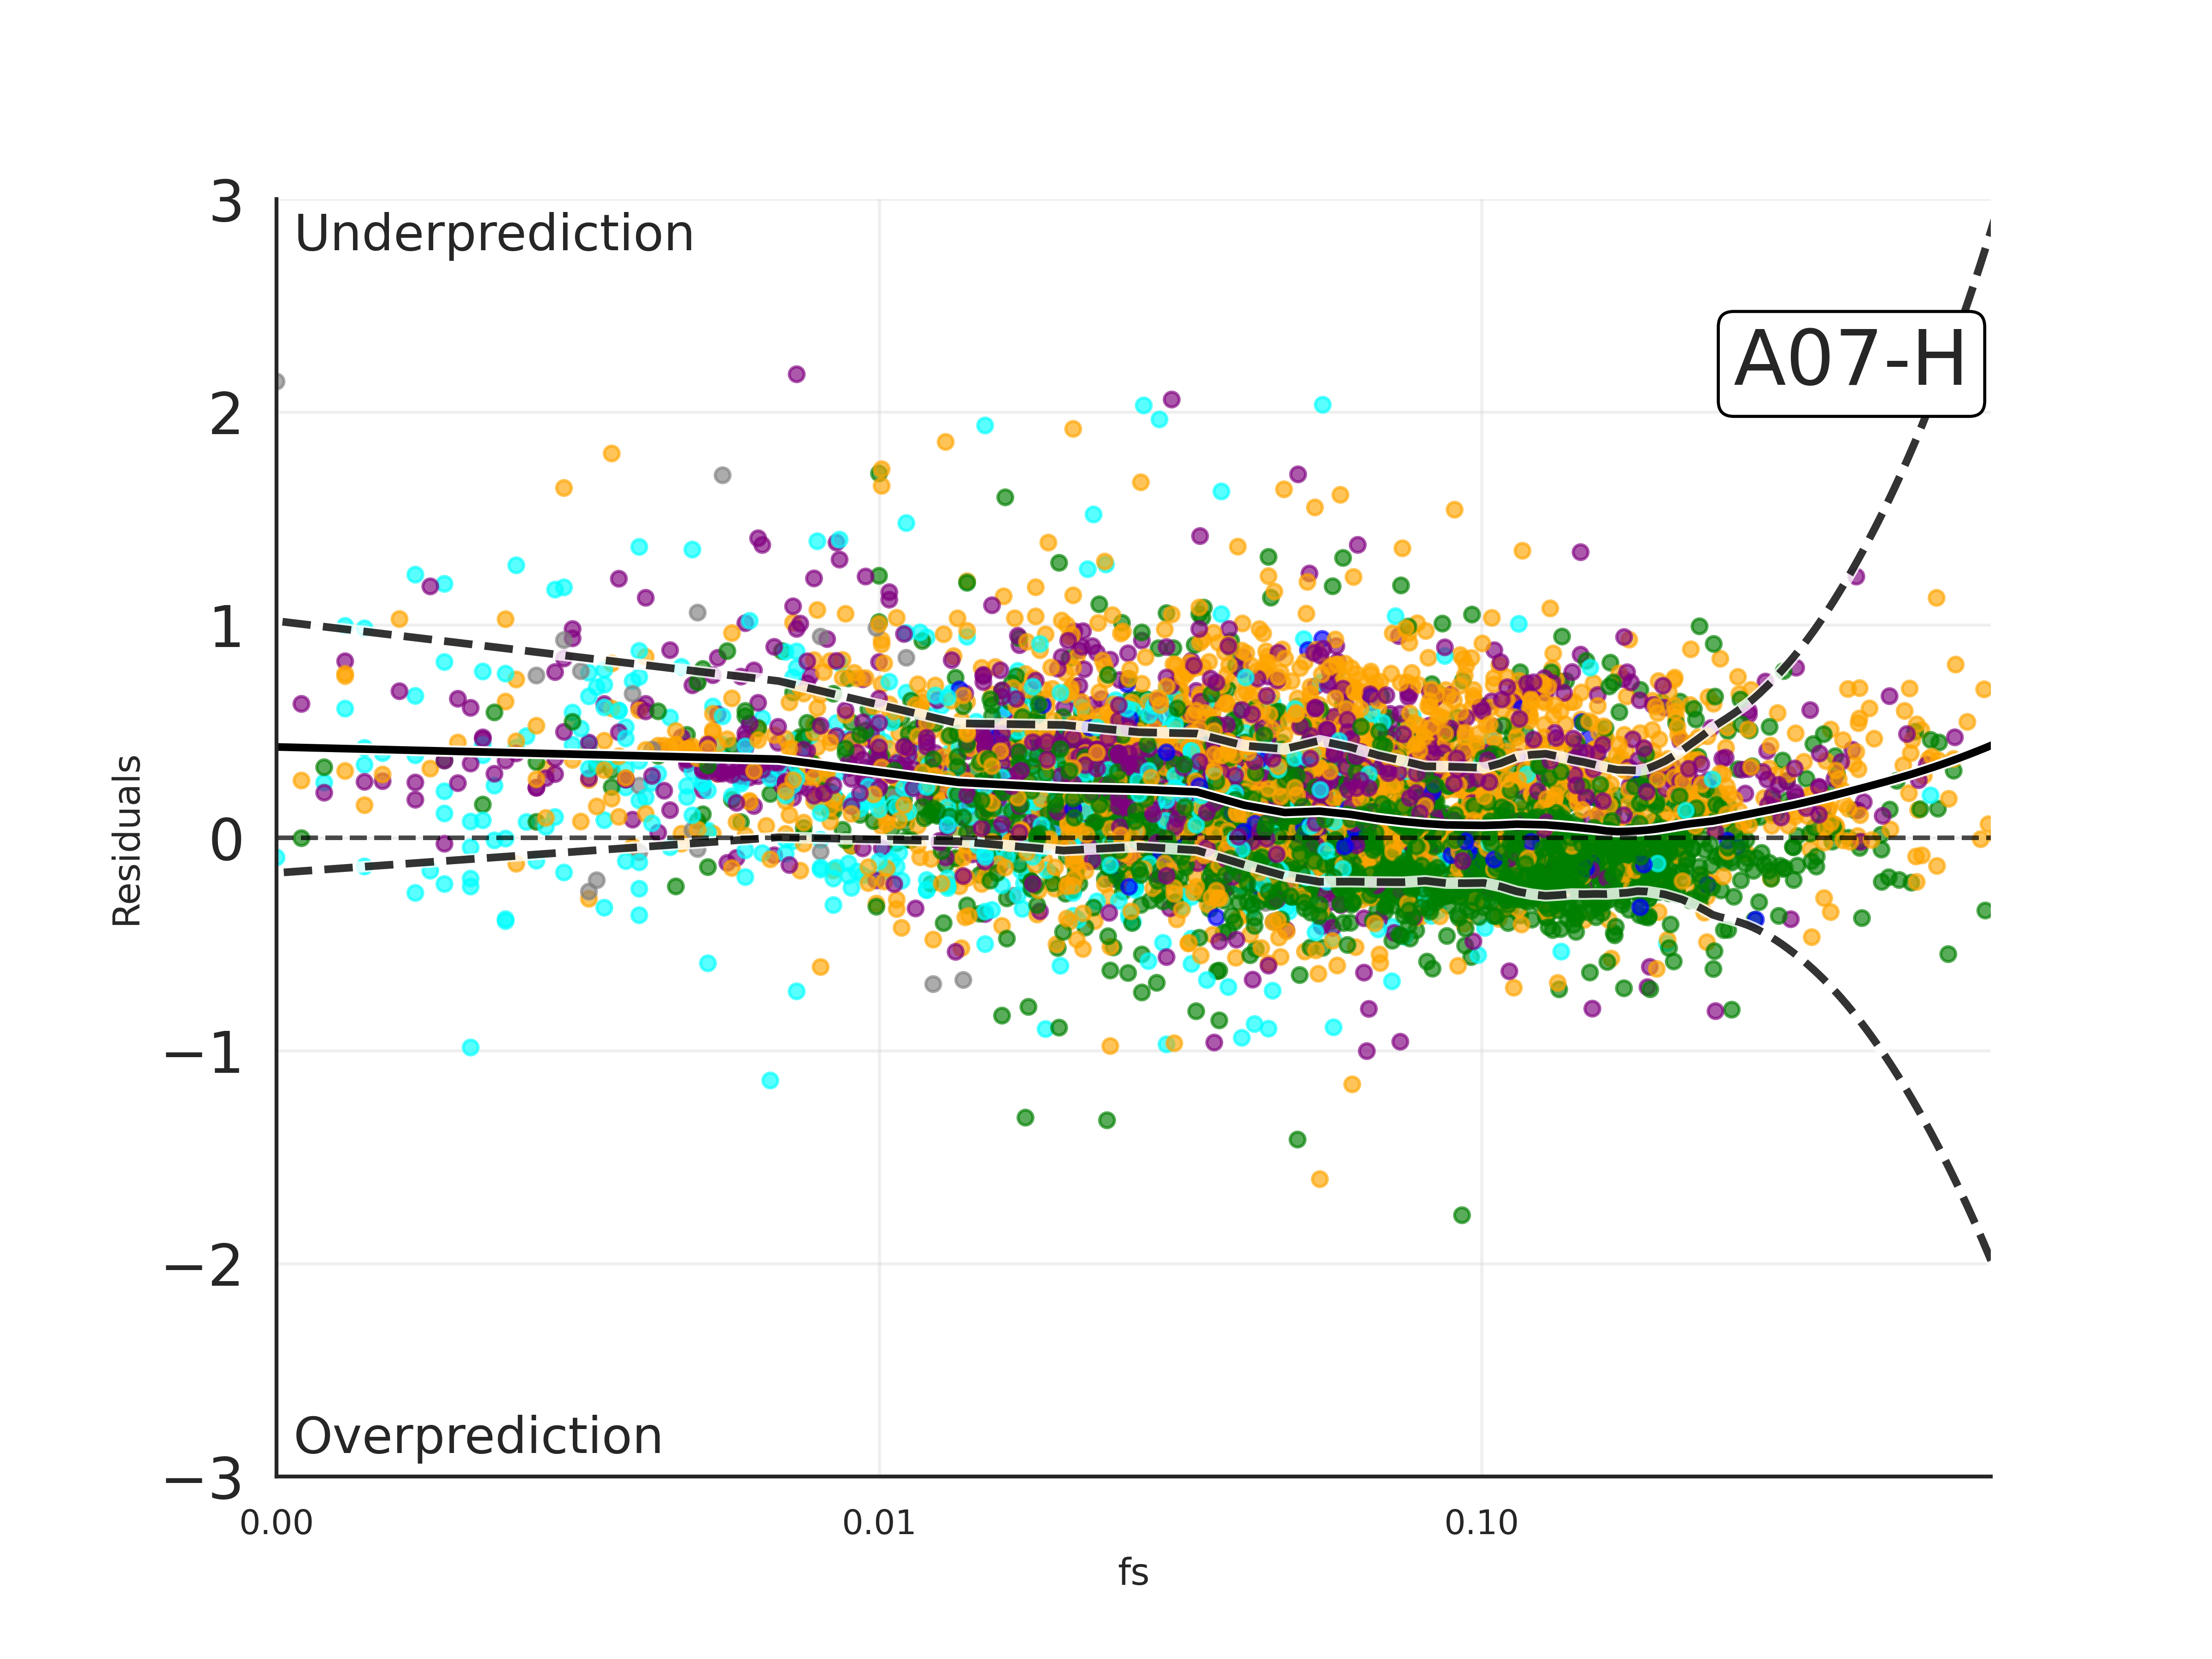 3
Underprediction
A07-H
2
1
0
Residuals
−1
−2
Overprediction
−3
0.00 0.01 0.10
fs